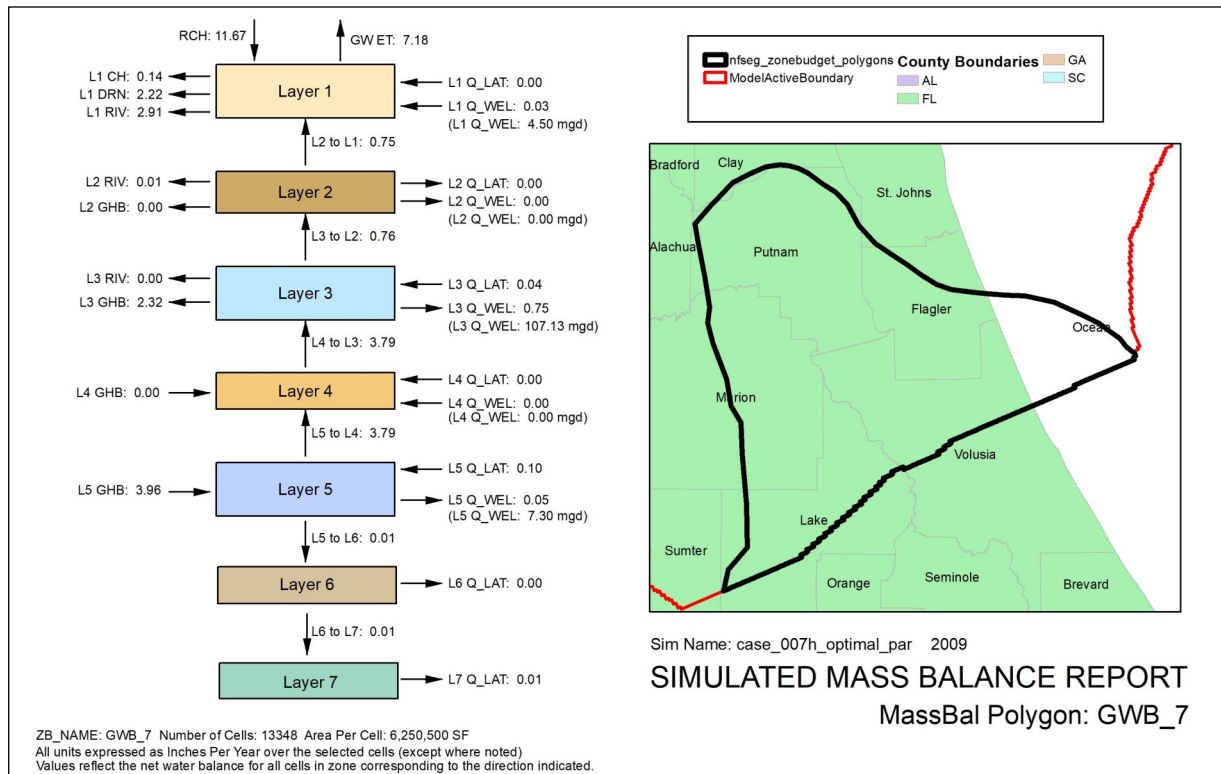 RCH: 11.67
GW ET: 7.18
L1 CH: 0.14
L1 DRN: 2.22
L1 RIV: 2.91
Layer 1
L1 Q_LAT: 0.00
L1 Q_WEL: 0.03
(L1 Q_WEL: 4.50 mgd)
L2 to L1: 0.75
L2 RIV: 0.01
L2 GHB: 0.00
Layer 2
L2 Q_LAT: 0.00
L2 Q_WEL: 0.00
(L2 Q_WEL: 0.00 mgd)
L3 to L2: 0.76
L3 RIV: 0.00
L3 GHB: 2.32
Layer 3
L3 Q_LAT: 0.04
L3 Q_WEL: 0.75
(L3 Q_WEL: 107.13 mgd)
L4 to L3: 3.79
L4 GHB: 0.00
Layer 4
L4 Q_LAT: 0.00
L4 Q_WEL: 0.00
(L4 Q_WEL: 0.00 mgd)
L5 to L4: 3.79
L5 GHB: 3.96
Layer 5
L5 Q_LAT: 0.10
L5 Q_WEL: 0.05
(L5 Q_WEL: 7.30 mgd)
L5 to L6: 0.01
Layer 6
L6 Q_LAT: 0.00
L6 to L7: 0.01
Layer 7
L7 Q_LAT: 0.01
ZB_NAME: GWB_7 Number of Cells: 13348 Area Per Cell: 6,250,500 SF
All units expressed as Inches Per Year over the selected cells (except where noted)
Values reflect the net water balance for all cells in zone corresponding to the direction indicated.
nfseg_zonebudget_polygons
ModelActiveBoundary
County Boundaries
AL
FL
GA
SC
Bradford
Clay
St. Johns
Alachua
Putnam
Flagler
Ocean
Marion
Volusia
Lake
Sumter
Orange
Seminole
Brevard
Sim Name: case_007h_optimal_par 2009
SIMULATED MASS BALANCE REPORT
MassBal Polygon: GWB_7